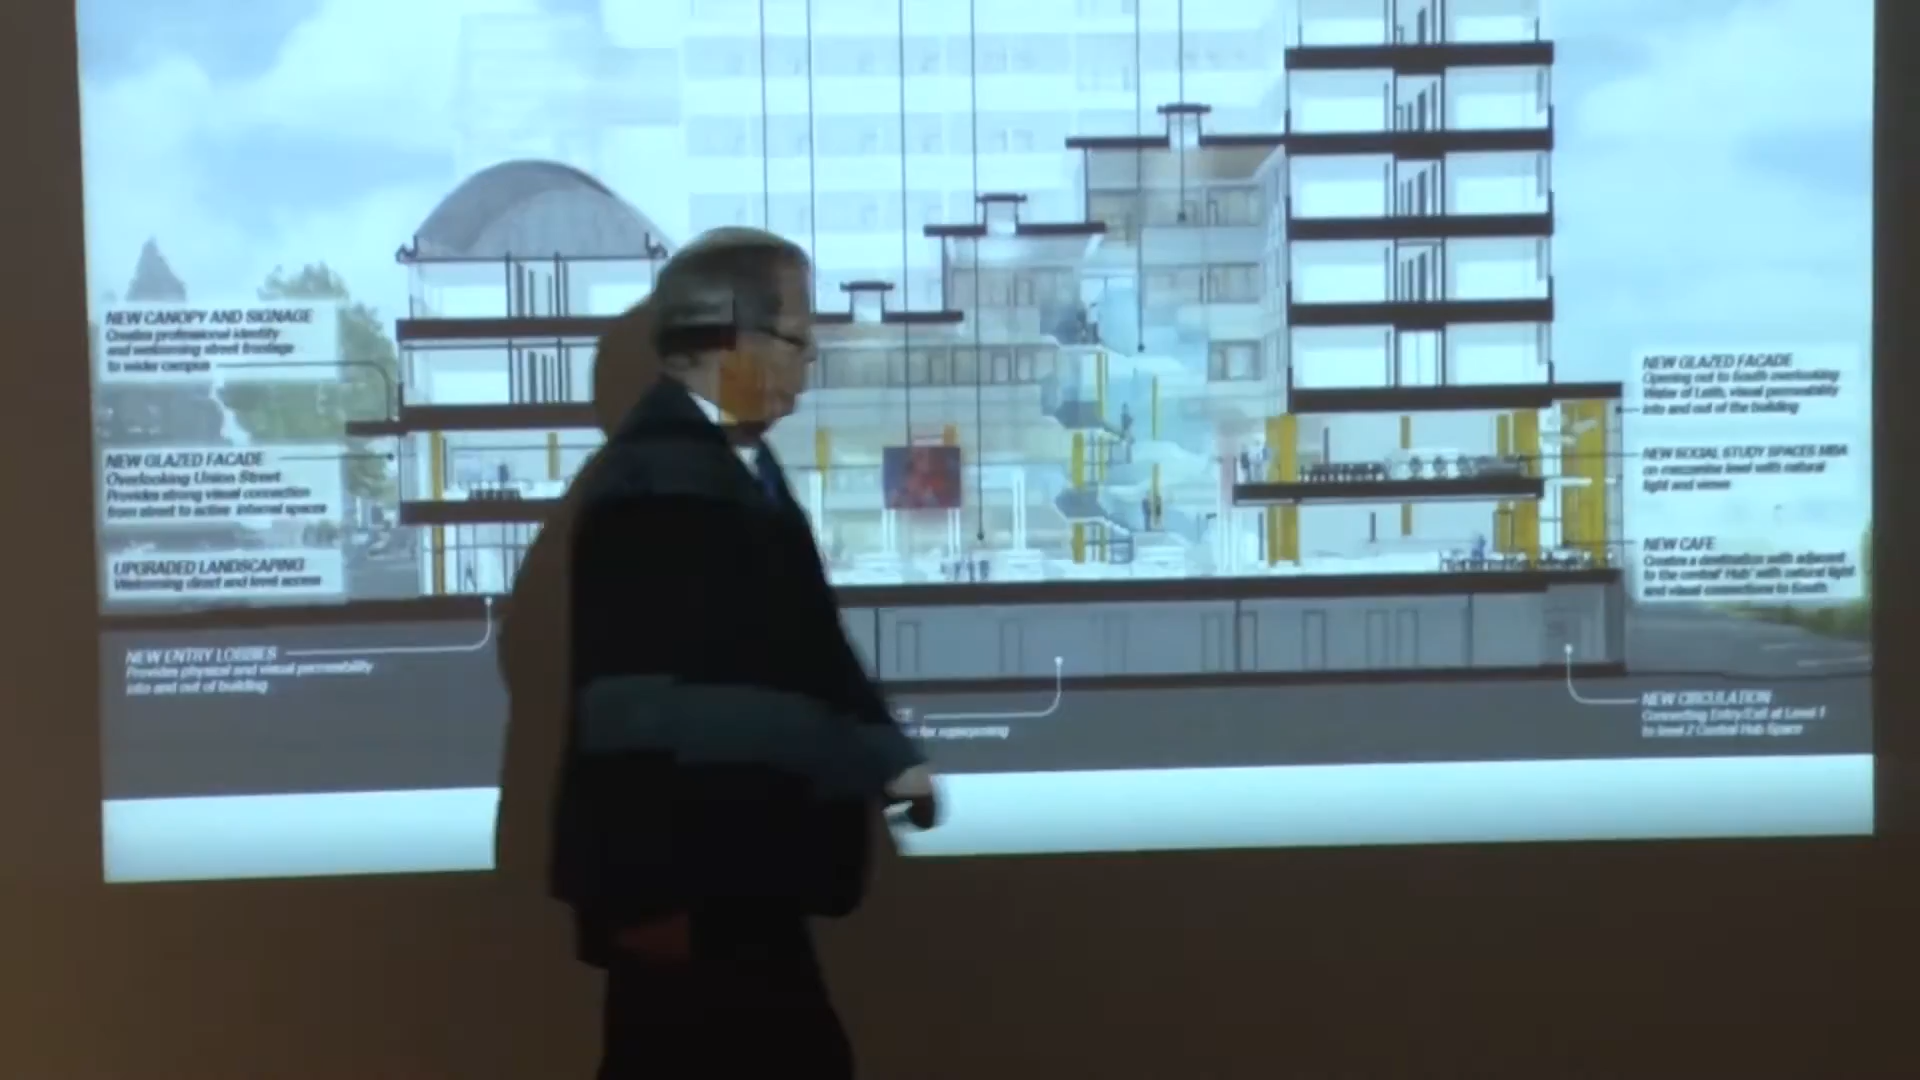 NEW CANOPY AND SIGNAGE
Creates professional identity
and welcoming street frontage
to wider campus
NEW GLAZED FACADE
Overlooking Union Street
Provides strong visual connection
from street to active internal spaces
UPGRADED LANDSCAPING
Welcoming direct and level access
NEW ENTRY LOBBIES
Provides physical and visual permeability
into and out of building
for repurposing
NEW GLAZED FACADE
Opening out to South overlooking
Water of Leith, visual permeability
into and out of the building
NEW SOCIAL STUDY SPACES MBA
on mezzanine level with natural
light and views
NEW CAFE
Creates a destination with adjacent
to the central 'Hub' with natural light
and visual connections to South
NEW CIRCULATION
Connecting Entry/Exit at Level 1
to level 2 Central Hub Space